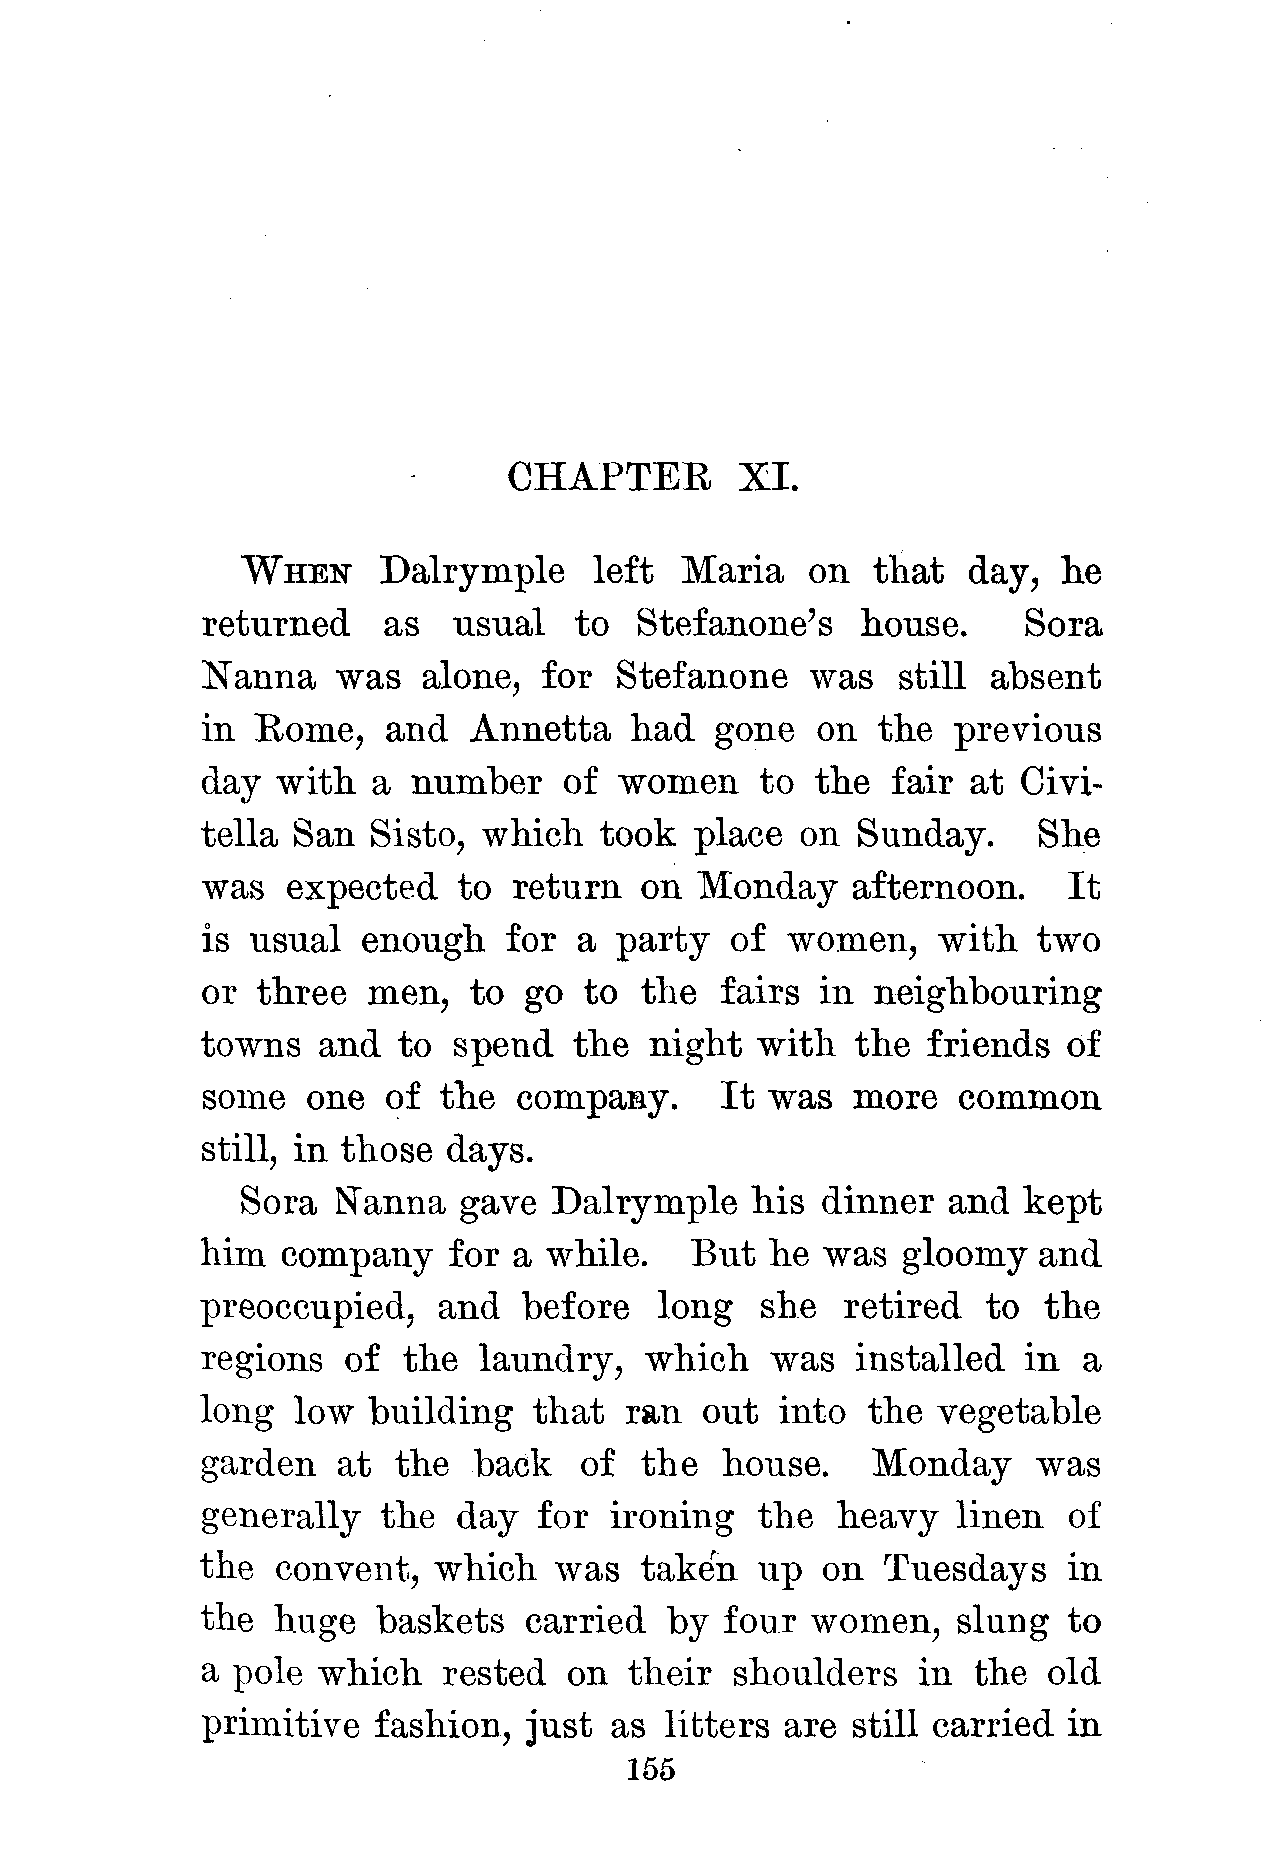 CHAPTER XI.
WHEN Dalrymple left Maria on that day, he
returned as usual to Stefanone's house. Sora
Nanna was alone, for Stefanone was still absent
in Rome, and Annetta had gone on the previous
day with a number of women to the fair at Civi-
tella San Sisto, which took place on Sunday. She
was expected to return on Monday afternoon. It
is usual enough for a party of women, with two
or three men, to go to the fairs in neighbouring
towns and to spend the night with the friends of
some one of the company. It was more common
still, in those days.
Sora Nanna gave Dalrymple his dinner and kept
him company for a while. But he was gloomy and
preoccupied, and before long she retired to the
regions of the laundry, which was installed in a
long low building that ran out into the vegetable
garden at the back of the house. Monday was
generally the day for ironing the heavy linen of
the convent, which was taken up on Tuesdays in
the huge baskets carried by four women, slung to
a pole which rested on their shoulders in the old
primitive fashion, just as litters are still carried in
155